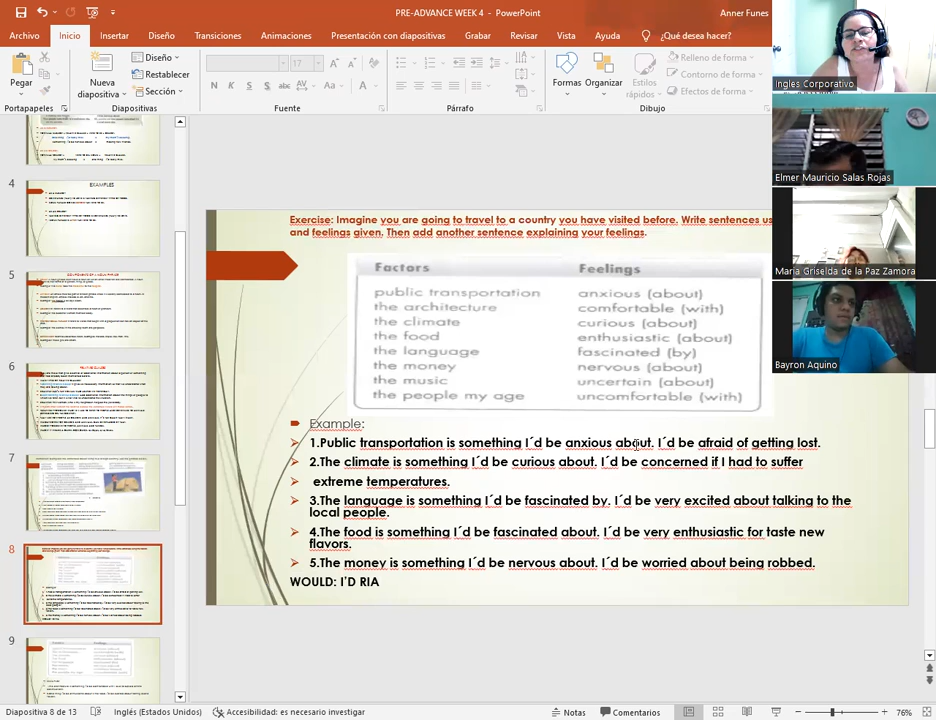 PRE-ADVANCE WEEK 4 - PowerPoint
Anner Funes
Archivo Inicio Insertar Diseño Transiciones Animaciones Presentación con diapositivas Grabar Revisar Vista Ayuda ¿Qué desea hacer?
Pegar
Nueva diapositiva
Diseño
Restablecer
Sección
17
N K S abc AV Aa A
Formas Organizar Estilos rápidos
Relleno de forma
Contorno de forma
Efectos de forma
Portapapeles Diapositivas Fuente Párrafo Dibujo
Ingles Corporativo
Elmer Mauricio Salas Rojas
Maria Griselda de la Paz Zamora
Bayron Aquino
4
EXAMPLES
5
6
7
8
9
Exercise: Imagine you are going to travel to a country you have visited before. Write sentences us
and feelings given. Then add another sentence explaining your feelings.
Factors Feelings
public transportation anxious (about)
the architecture comfortable (with)
the climate curious (about)
the food enthusiastic (about)
the language fascinated (by)
the money nervous (about)
the music uncertain (about)
the people my age uncomfortable (with)
Example:
1.Public transportation is something I´d be anxious about. I´d be afraid of getting lost.
2.The climate is something I´d be curious about. I´d be concerned if I had to suffer
extreme temperatures.
3.The language is something I´d be fascinated by. I´d be very excited about talking to the
local people.
4.The food is something I´d be fascinated about. I´d be very enthusiastic for taste new
flavors.
5.The money is something I´d be nervous about. I´d be worried about being robbed.
WOULD: I'D RIA
Diapositiva 8 de 13 Inglés (Estados Unidos) Accesibilidad: es necesario investigar Notas Comentarios 76%